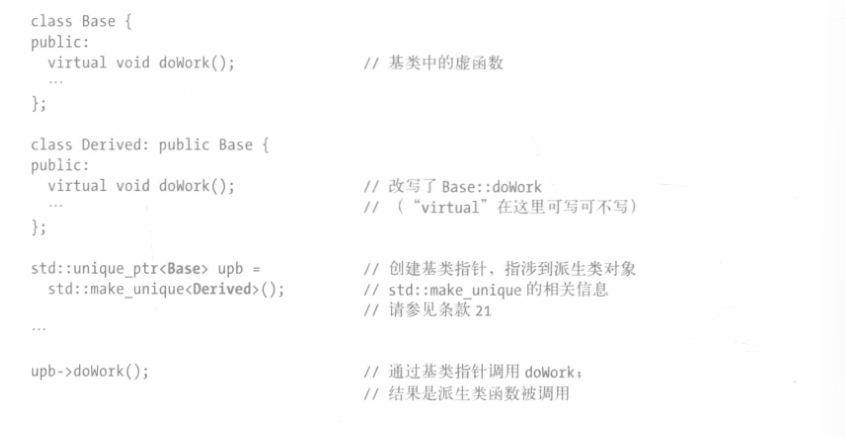 class Base {
public:
  virtual void doWork();                // 基类中的虚函数
  …
};
class Derived: public Base {
public:
  virtual void doWork();                // 改写了 Base::doWork
  …                                     // （“virtual”在这里可写可不写）
};
std::unique_ptr<Base> upb =             // 创建基类指针，指涉到派生类对象
  std::make_unique<Derived>();          // std::make_unique 的相关信息
                                        // 请参见条款 21
…
upb->doWork();                          // 通过基类指针调用 doWork；
                                        // 结果是派生类函数被调用